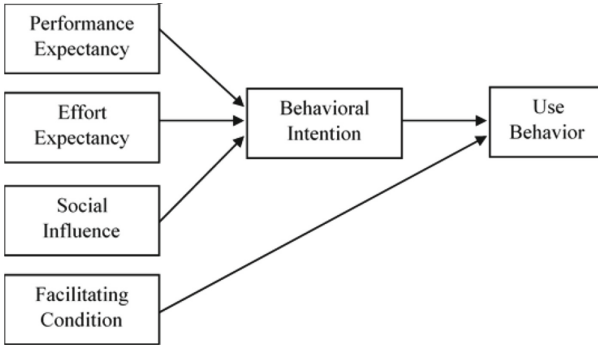 Performance
Expectancy
Effort
Expectancy
Social
Influence
Facilitating
Condition
Behavioral
Intention
Use
Behavior